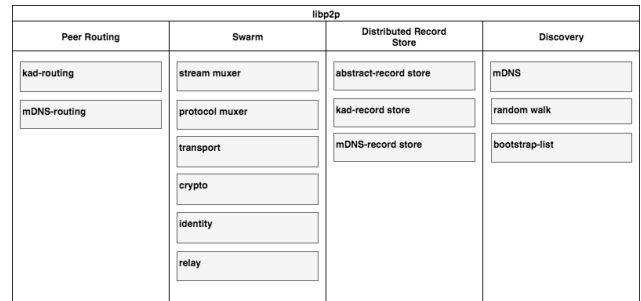 libp2p
Peer Routing
Swarm
Distributed Record
Store
Discovery
kad-routing
mDNS-routing
stream muxer
protocol muxer
transport
crypto
identity
relay
abstract-record store
kad-record store
mDNS-record store
mDNS
random walk
bootstrap-list